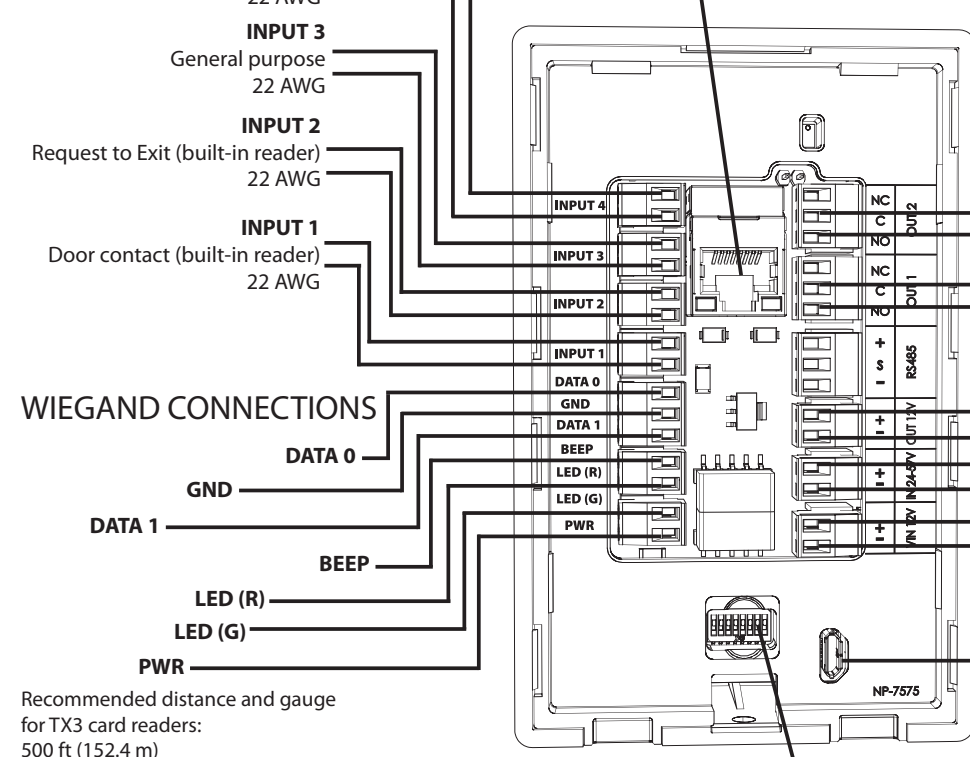 22 AWG
INPUT 3
General purpose
22 AWG
INPUT 2
Request to Exit (built-in reader)
22 AWG
INPUT 1
Door contact (built-in reader)
22 AWG
WIEGAND CONNECTIONS
DATA 0
GND
DATA 1
BEEP
LED (R)
LED (G)
PWR
Recommended distance and gauge
for TX3 card readers:
500 ft (152.4 m)
INPUT 4
INPUT 3
INPUT 2
INPUT 1
DATA 0
GND
DATA 1
BEEP
LED (R)
LED (G)
PWR
NC
C
NO
OUT 2
NC
C
NO
OUT 1
+
S
-
RS485
+
-
OUT 12V
+
-
IN 24-57V
+
-
VIN 12V
NP-7575